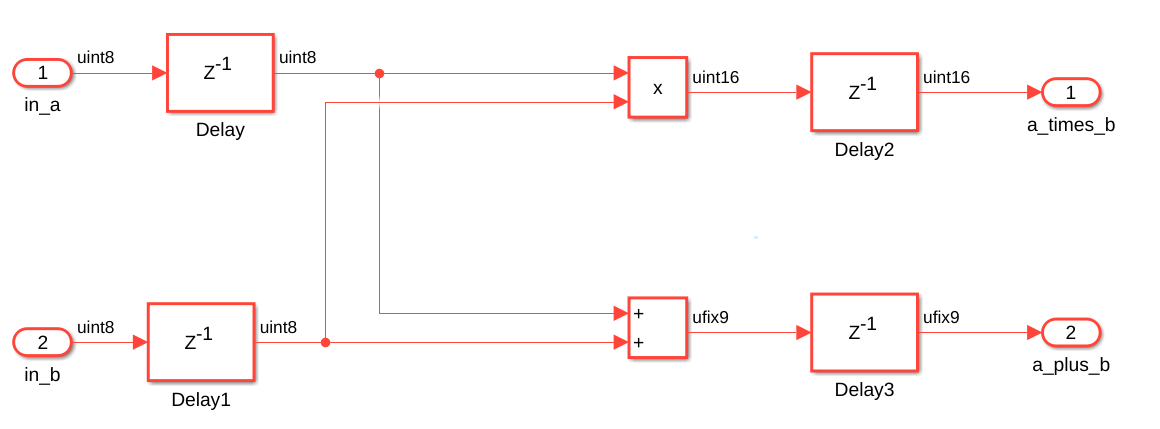 1
in_a
uint8
Z-1
Delay
uint8
x
uint16
Z-1
Delay2
uint16
1
a_times_b
2
in_b
uint8
Z-1
Delay1
uint8
+
+
ufix9
Z-1
Delay3
ufix9
2
a_plus_b